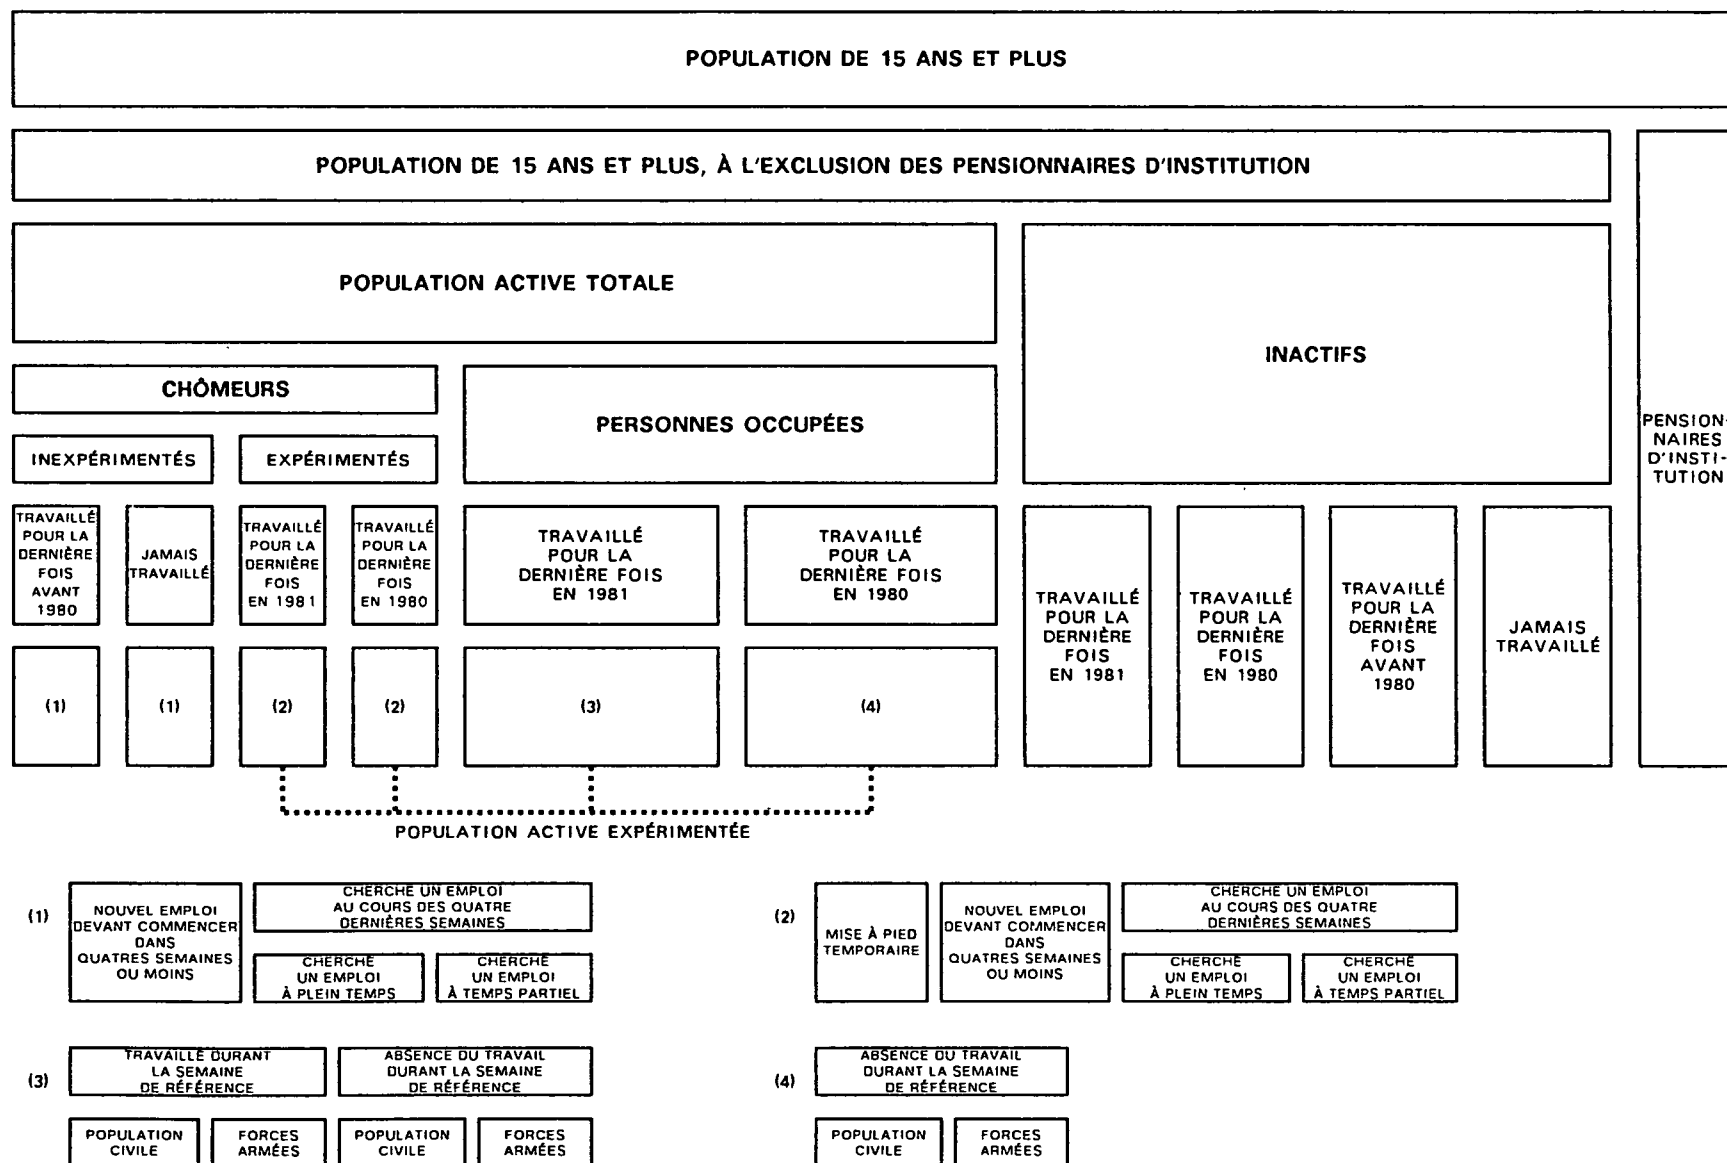 POPULATION DE 15 ANS ET PLUS
POPULATION DE 15 ANS ET PLUS, À L'EXCLUSION DES PENSIONNAIRES D'INSTITUTION
POPULATION ACTIVE TOTALE
INACTIFS
CHÔMEURS
PERSONNES OCCUPÉES
PENSION-
NAIRES
D'INSTI-
TUTION
INEXPÉRIMENTÉS
EXPÉRIMENTÉS
TRAVAILLÉ
POUR LA
DERNIÈRE
FOIS
AVANT
1980
JAMAIS
TRAVAILLÉ
TRAVAILLÉ
POUR LA
DERNIÈRE
FOIS
EN 1981
TRAVAILLÉ
POUR LA
DERNIÈRE
FOIS
EN 1980
TRAVAILLÉ
POUR LA
DERNIÈRE FOIS
EN 1981
TRAVAILLÉ
POUR LA
DERNIÈRE FOIS
EN 1980
TRAVAILLÉ
POUR LA
DERNIÈRE
FOIS
EN 1981
TRAVAILLÉ
POUR LA
DERNIÈRE
FOIS
EN 1980
TRAVAILLÉ
POUR LA
DERNIÈRE
FOIS
AVANT
1980
JAMAIS
TRAVAILLÉ
(1)
(1)
(2)
(2)
(3)
(4)
POPULATION ACTIVE EXPÉRIMENTÉE
(1)
NOUVEL EMPLOI
DEVANT COMMENCER
DANS
QUATRES SEMAINES
OU MOINS
CHERCHÉ UN EMPLOI
AU COURS DES QUATRE
DERNIÈRES SEMAINES
CHERCHÉ
UN EMPLOI
À PLEIN TEMPS
CHERCHÉ
UN EMPLOI
À TEMPS PARTIEL
(2)
MISE À PIED
TEMPORAIRE
NOUVEL EMPLOI
DEVANT COMMENCER
DANS
QUATRES SEMAINES
OU MOINS
CHERCHÉ UN EMPLOI
AU COURS DES QUATRE
DERNIÈRES SEMAINES
CHERCHÉ
UN EMPLOI
À PLEIN TEMPS
CHERCHÉ
UN EMPLOI
À TEMPS PARTIEL
(3)
TRAVAILLÉ DURANT
LA SEMAINE
DE RÉFÉRENCE
ABSENCE DU TRAVAIL
DURANT LA SEMAINE
DE RÉFÉRENCE
POPULATION
CIVILE
FORCES
ARMÉES
POPULATION
CIVILE
FORCES
ARMÉES
(4)
ABSENCE DU TRAVAIL
DURANT LA SEMAINE
DE RÉFÉRENCE
POPULATION
CIVILE
FORCES
ARMÉES